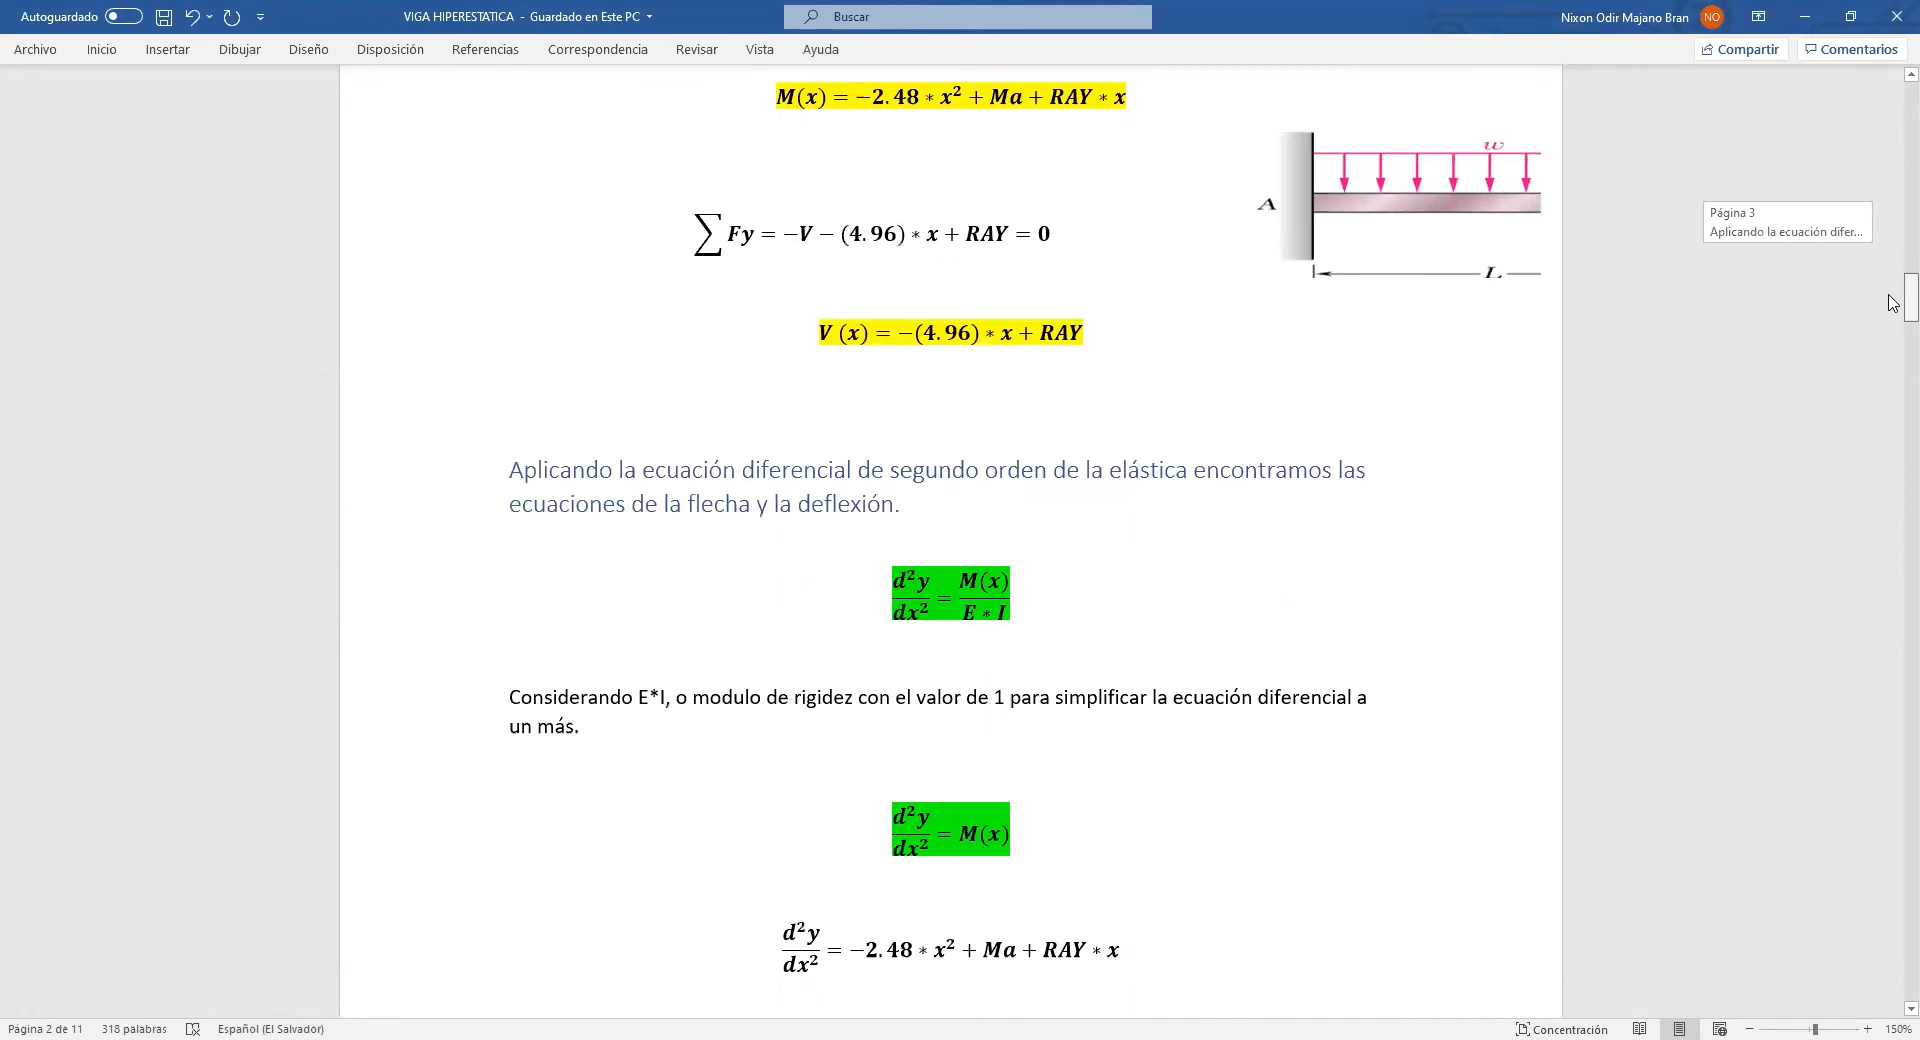 Autoguardado
VIGA HIPERESTATICA - Guardado en Este PC
Buscar
Nixon Odir Majano Bran
NO
Archivo Inicio Insertar Dibujar Diseño Disposición Referencias Correspondencia Revisar Vista Ayuda
Compartir
Comentarios
M(x) = −2.48 * x² + Ma + RAY * x
w
A
L
∑ Fy = −V − (4.96) * x + RAY = 0
Página 3
Aplicando la ecuación difer...
V (x) = −(4.96) * x + RAY
Aplicando la ecuación diferencial de segundo orden de la elástica encontramos las
ecuaciones de la flecha y la deflexión.
d²y/dx² = M(x)/E * I
Considerando E*I, o modulo de rigidez con el valor de 1 para simplificar la ecuación diferencial a
un más.
d²y/dx² = M(x)
d²y/dx² = −2.48 * x² + Ma + RAY * x
Página 2 de 11 318 palabras Español (El Salvador)
Concentración
150%